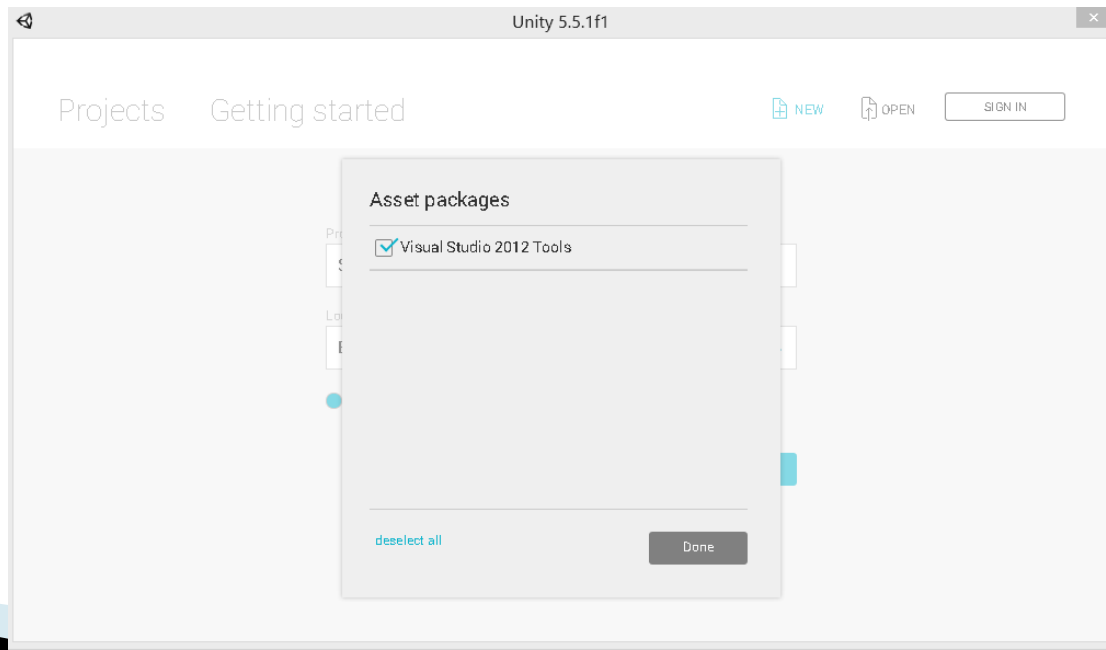 Unity 5.5.1f1
Projects Getting started NEW OPEN SIGN IN
Asset packages
Visual Studio 2012 Tools
deselect all Done